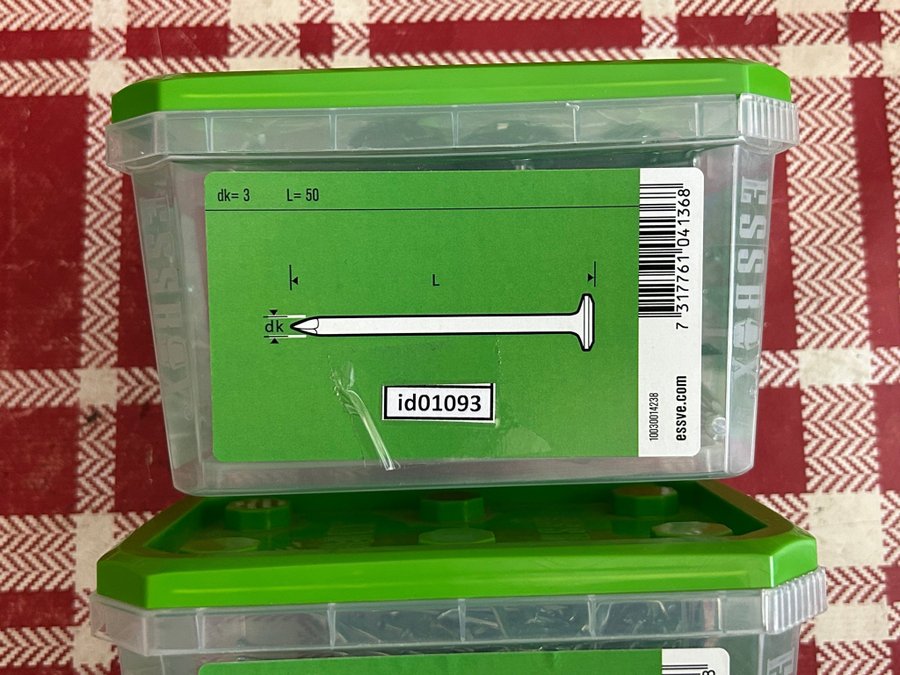 dk= 3 L= 50
L
dk
id01093
7 317761 041368
10030014238
essve.com
ESSBOX